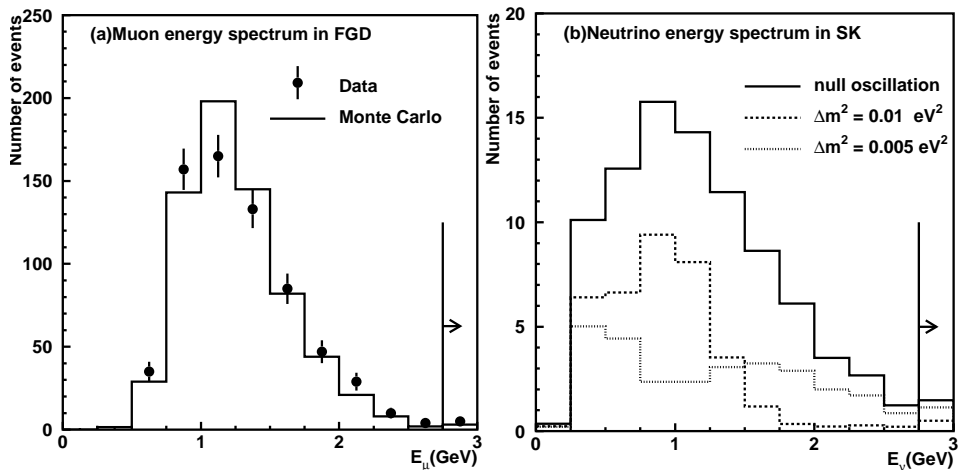 (a)Muon energy spectrum in FGD
Data
Monte Carlo
Number of events
250
200
150
100
50
0
0
1
2
3
Eμ(GeV)
(b)Neutrino energy spectrum in SK
null oscillation
Δm² = 0.01 eV²
Δm² = 0.005 eV²
Number of events
20
15
10
5
0
0
1
2
3
Eν(GeV)